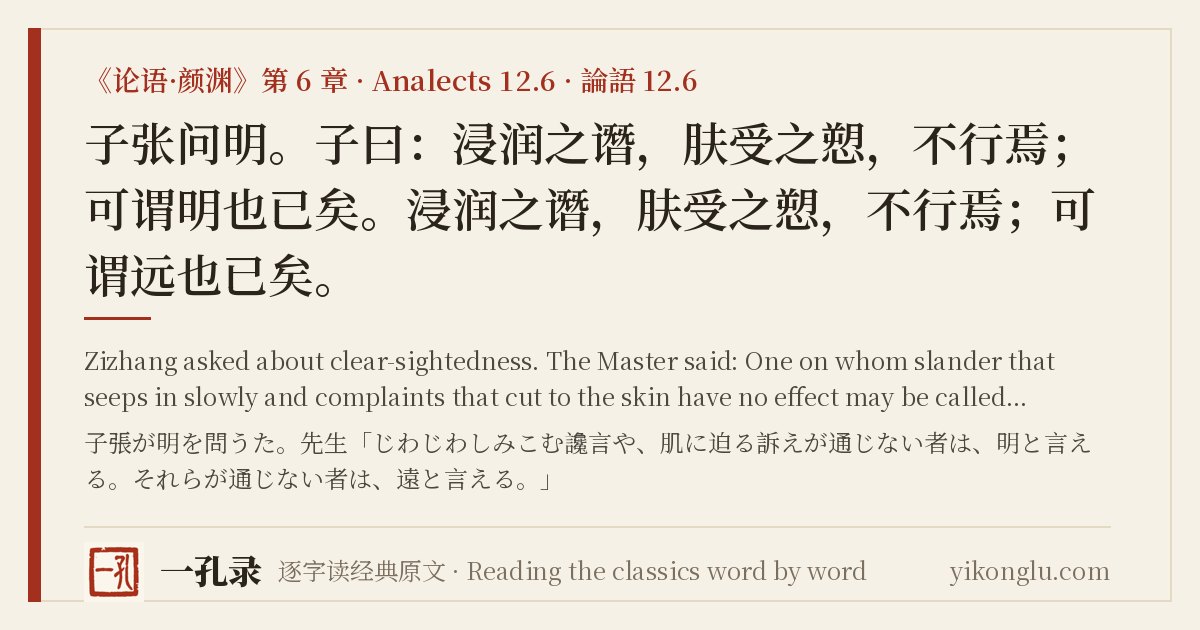 《论语·颜渊》第 6 章 · Analects 12.6 · 論語 12.6
子张问明。子曰：浸润之谮，肤受之愬，不行焉；
可谓明也已矣。浸润之谮，肤受之愬，不行焉；可
谓远也已矣。
Zizhang asked about clear-sightedness. The Master said: One on whom slander that
seeps in slowly and complaints that cut to the skin have no effect may be called…
子張が明を問うた。先生「じわじわしみこむ讒言や、肌に迫る訴えが通じない者は、明と言え
る。それらが通じない者は、遠と言える。」
一孔
一孔录 逐字读经典原文 · Reading the classics word by word yikonglu.com